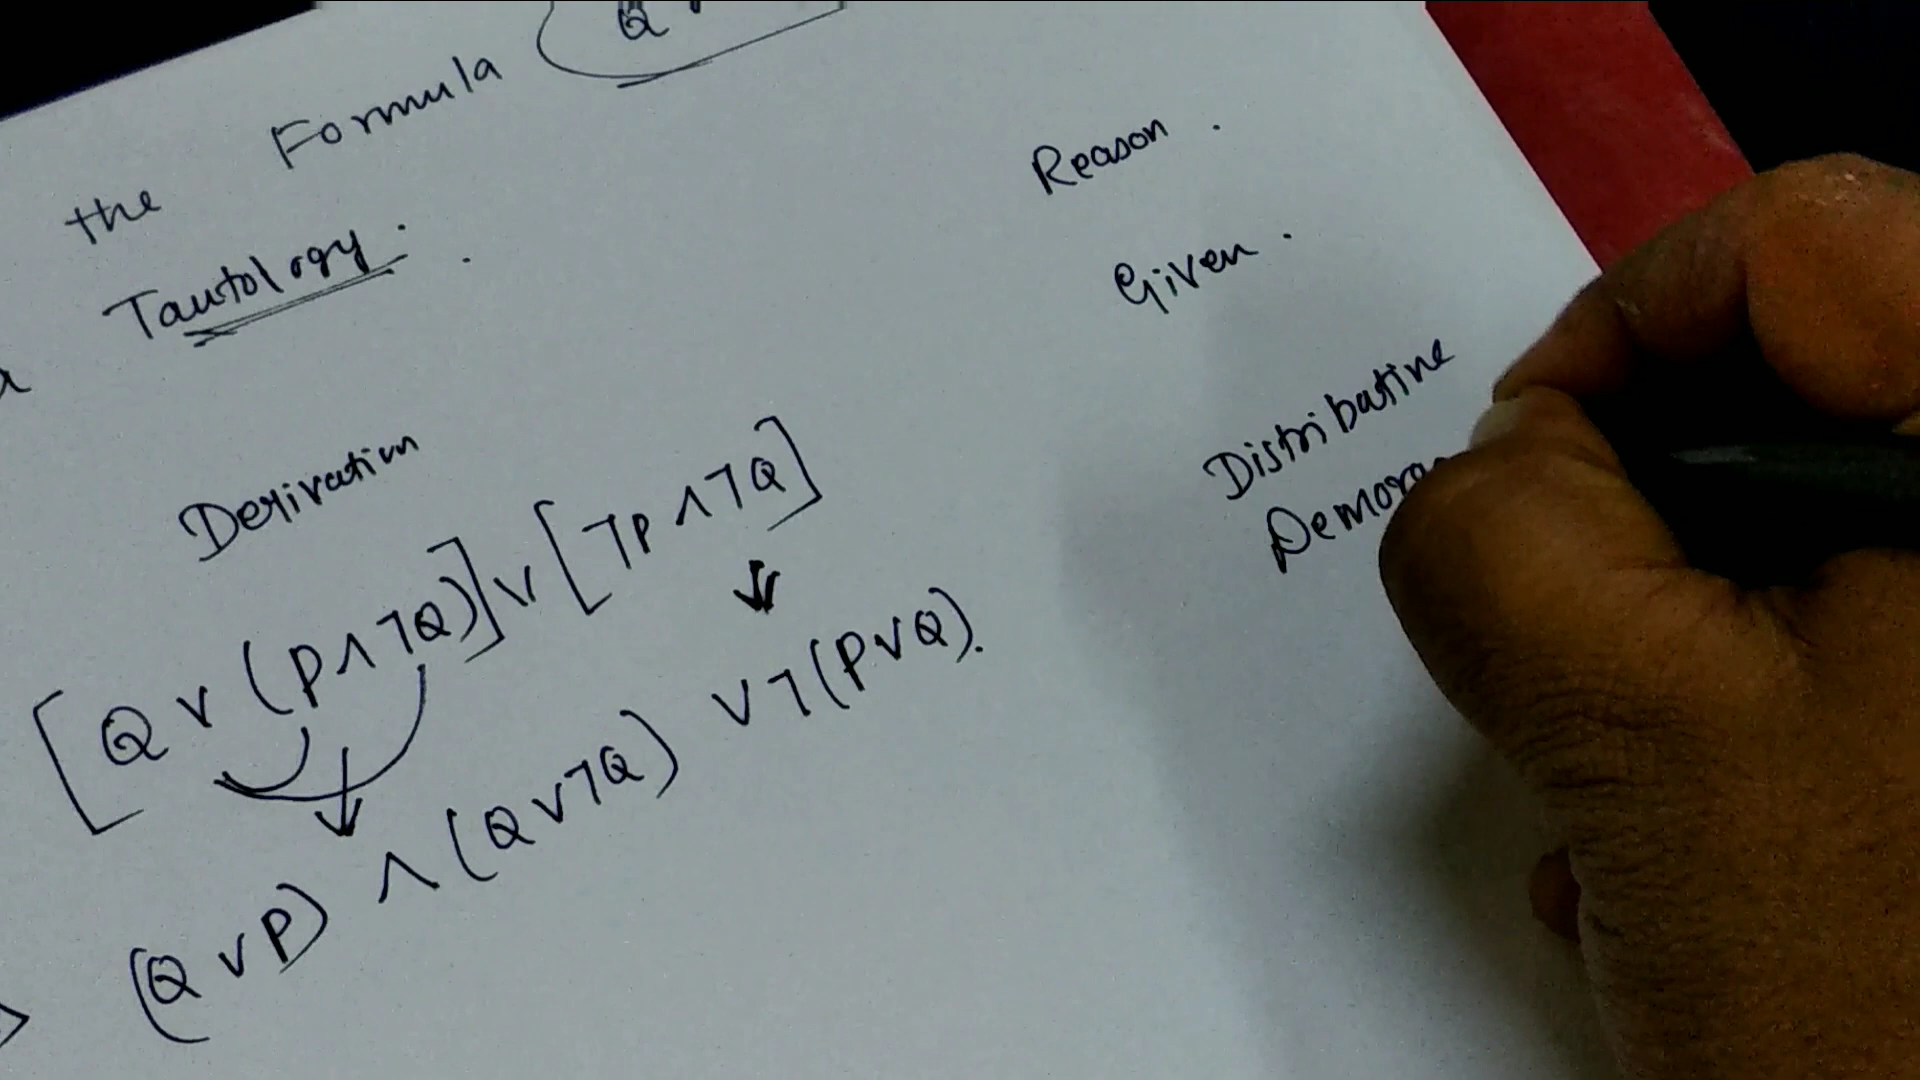 the Formula Q
Tautology.
Derivation Reason.
Given.
[Q ∨ (P ∧ ¬Q)] ∨ [¬P ∧ ¬Q] Distributive
(Q ∨ P) ∧ (Q ∨ ¬Q) ∨ ¬(P ∨ Q).